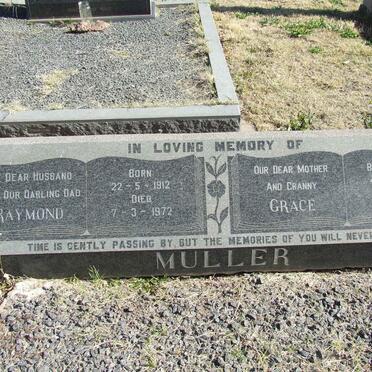 IN LOVING MEMORY OF
DEAR HUSBAND
OUR DARLING DAD
RAYMOND
BORN
22-5-1912
DIED
7-3-1972
OUR DEAR MOTHER
AND GRANNY
GRACE
TIME IS GENTLY PASSING BY, BUT THE MEMORIES OF YOU WILL NEVER
MULLER